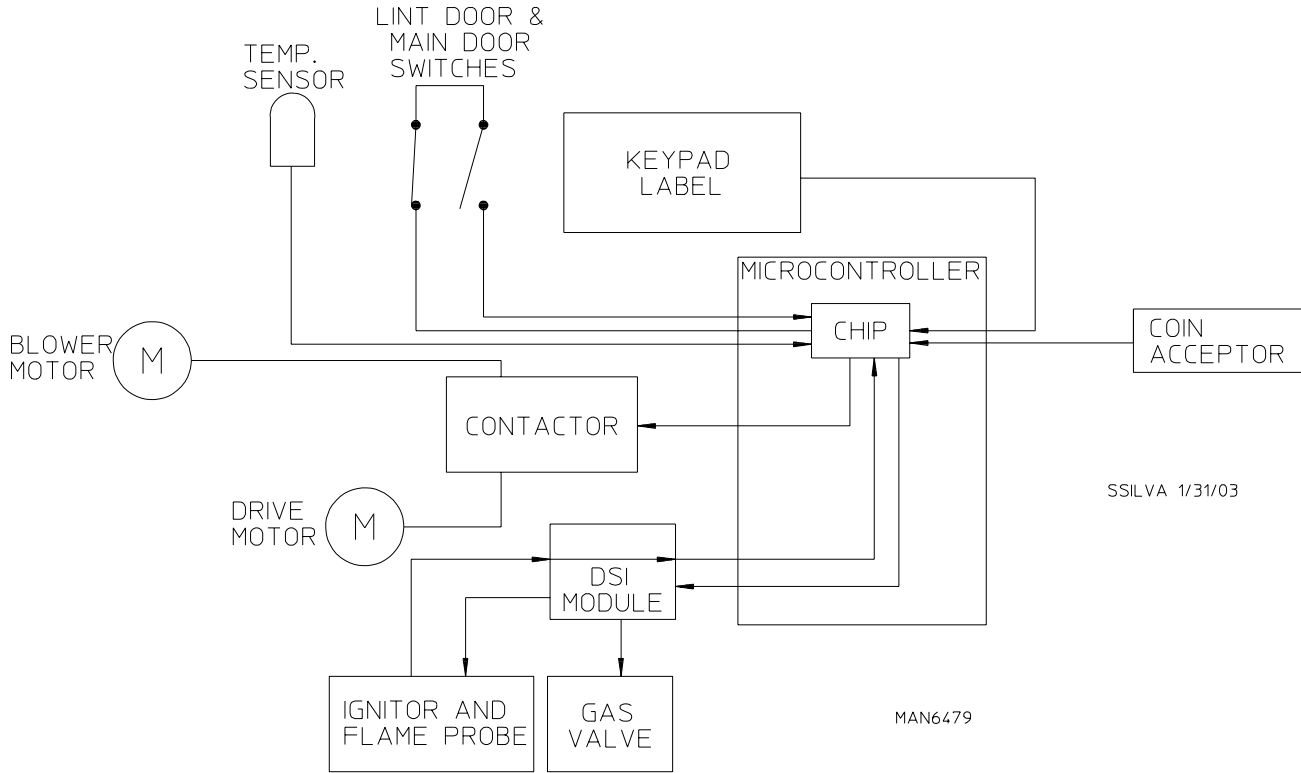 LINT DOOR &
MAIN DOOR
SWITCHES
TEMP.
SENSOR
KEYPAD
LABEL
MICROCONTROLLER
CHIP
COIN
ACCEPTOR
BLOWER
MOTOR
M
CONTACTOR
SSILVA 1/31/03
DRIVE
MOTOR
M
DSI
MODULE
IGNITOR AND
FLAME PROBE
GAS
VALVE
MAN6479